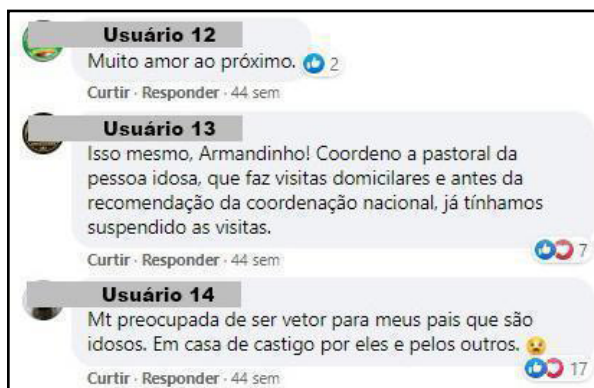 Usuário 12
Muito amor ao próximo. 2
Curtir · Responder · 44 sem
Usuário 13
Isso mesmo, Armandinho! Coordeno a pastoral da
pessoa idosa, que faz visitas domicilares e antes da
recomendação da coordenação nacional, já tínhamos
suspendido as visitas.
7
Curtir · Responder · 44 sem
Usuário 14
Mt preocupada de ser vetor para meus pais que são
idosos. Em casa de castigo por eles e pelos outros. 😧
17
Curtir · Responder · 44 sem